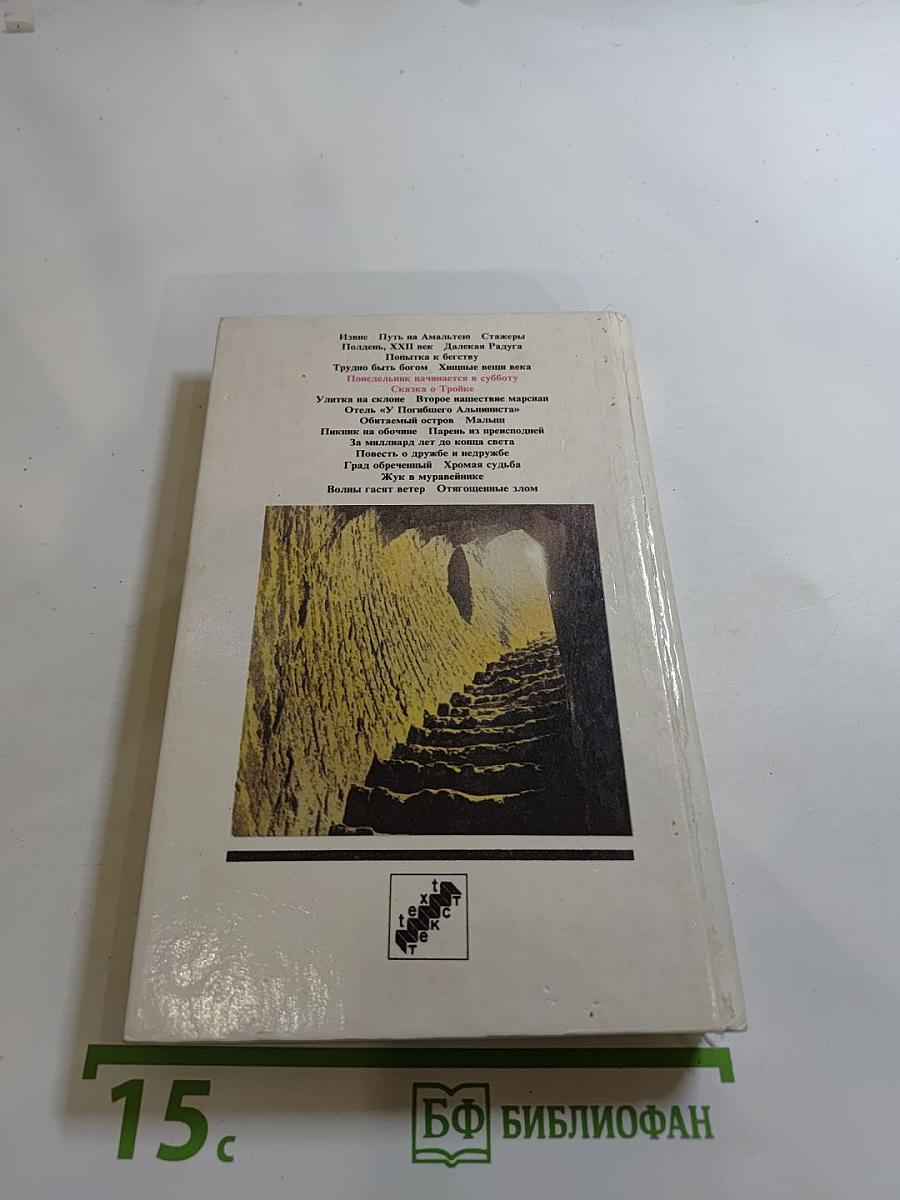 Извне Путь на Амальтею Стажеры
Полдень, XXII век Далекая Радуга
Попытка к бегству
Трудно быть богом Хищные вещи века
Понедельник начинается в субботу
Сказка о Тройке
Улитка на склоне Второе нашествие марсиан
Отель «У Погибшего Альпиниста»
Обитаемый остров Малыш
Пикник на обочине Парень из преисподней
За миллиард лет до конца света
Повесть о дружбе и недружбе
Град обреченный Хромая судьба
Жук в муравейнике
Волны гасят ветер Отягощенные злом
text
Текст
15 с
БФ БИБЛИОФАН